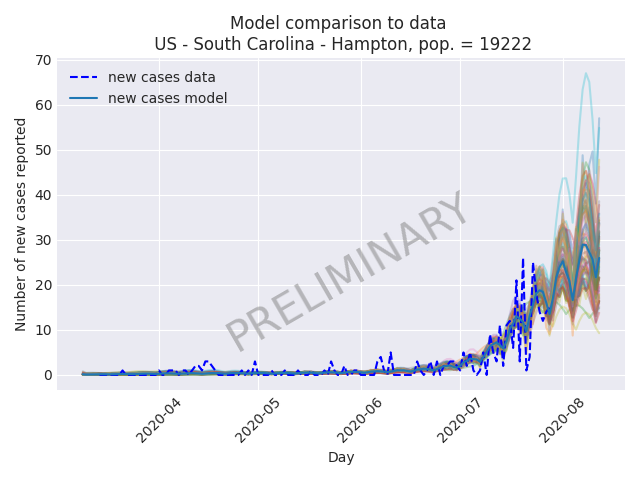 Model comparison to data
US - South Carolina - Hampton, pop. = 19222
new cases data
new cases model
PRELIMINARY
Number of new cases reported
70
60
50
40
30
20
10
0
2020-04
2020-05
2020-06
2020-07
2020-08
Day